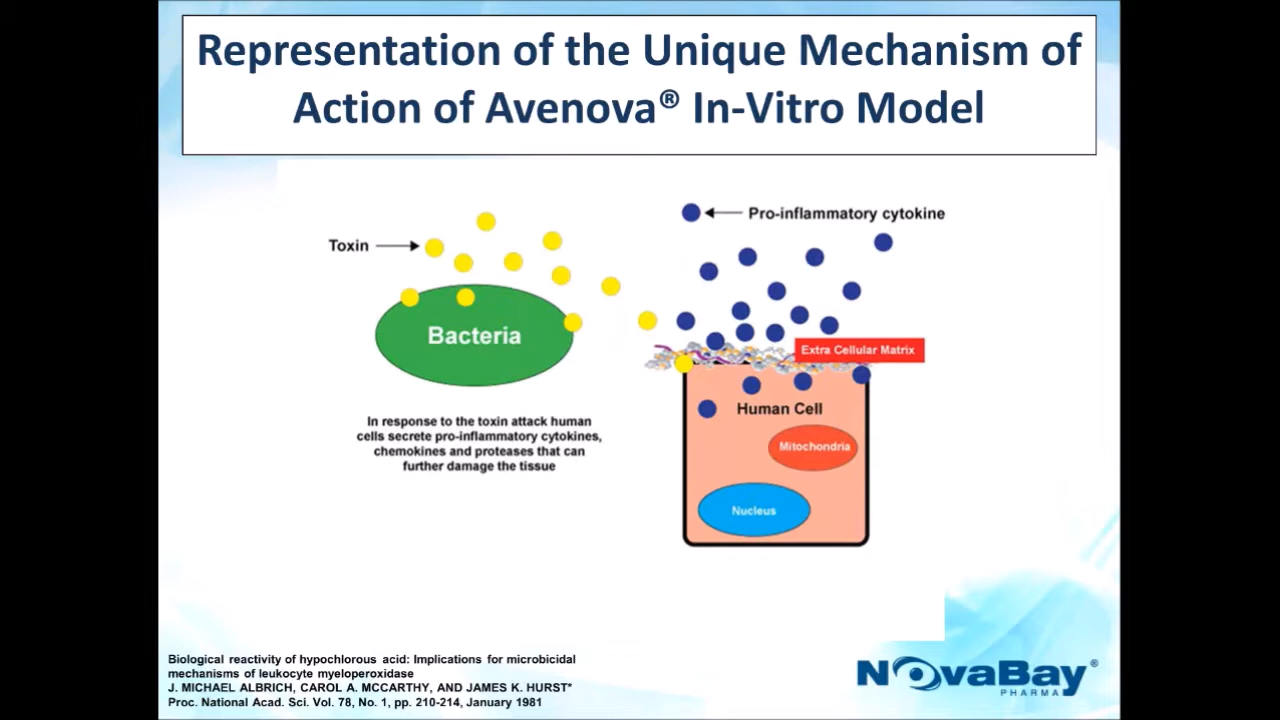 Representation of the Unique Mechanism of
Action of Avenova® In-Vitro Model
Pro-inflammatory cytokine
Toxin
Bacteria
Extra Cellular Matrix
Human Cell
In response to the toxin attack human
cells secrete pro-inflammatory cytokines,
chemokines and proteases that can
further damage the tissue
Mitochondria
Nucleus
Biological reactivity of hypochlorous acid: Implications for microbicidal
mechanisms of leukocyte myeloperoxidase
J. MICHAEL ALBRICH, CAROL A. MCCARTHY, AND JAMES K. HURST*
Proc. National Acad. Sci. Vol. 78, No. 1, pp. 210-214, January 1981
NovaBay®
PHARMA